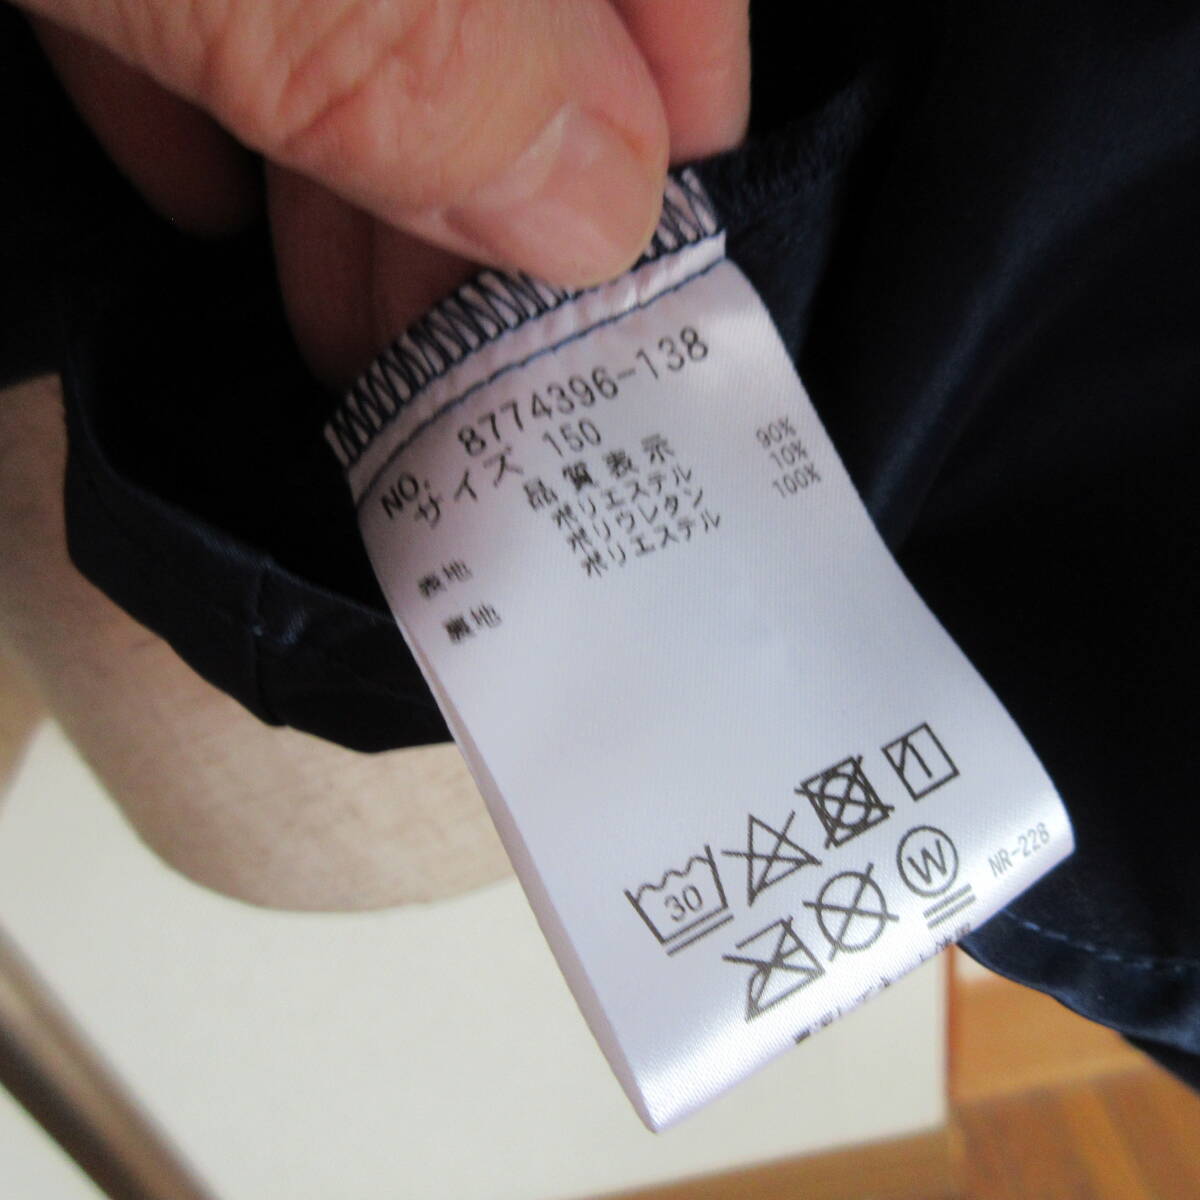 NO. 8774396-138
サイズ 150
品質表示
表地 ポリエステル 90%
ポリウレタン 10%
裏地 ポリエステル 100%
1
30
W
NR-228